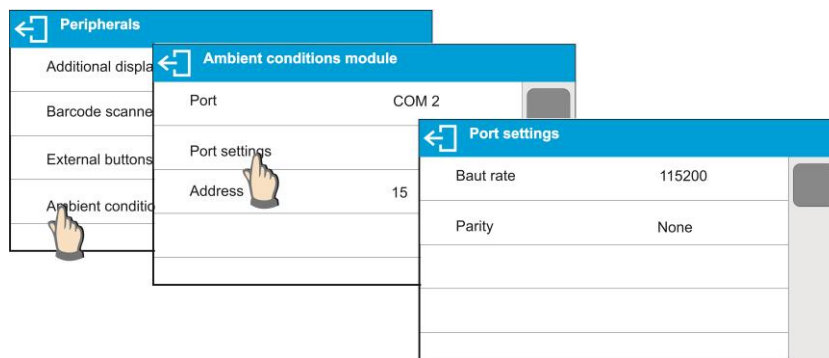 Peripherals
Additional displa
Barcode scanne
External buttons
Ambient conditio
Ambient conditions module
Port COM 2
Port settings
Address 15
Port settings
Baut rate 115200
Parity None